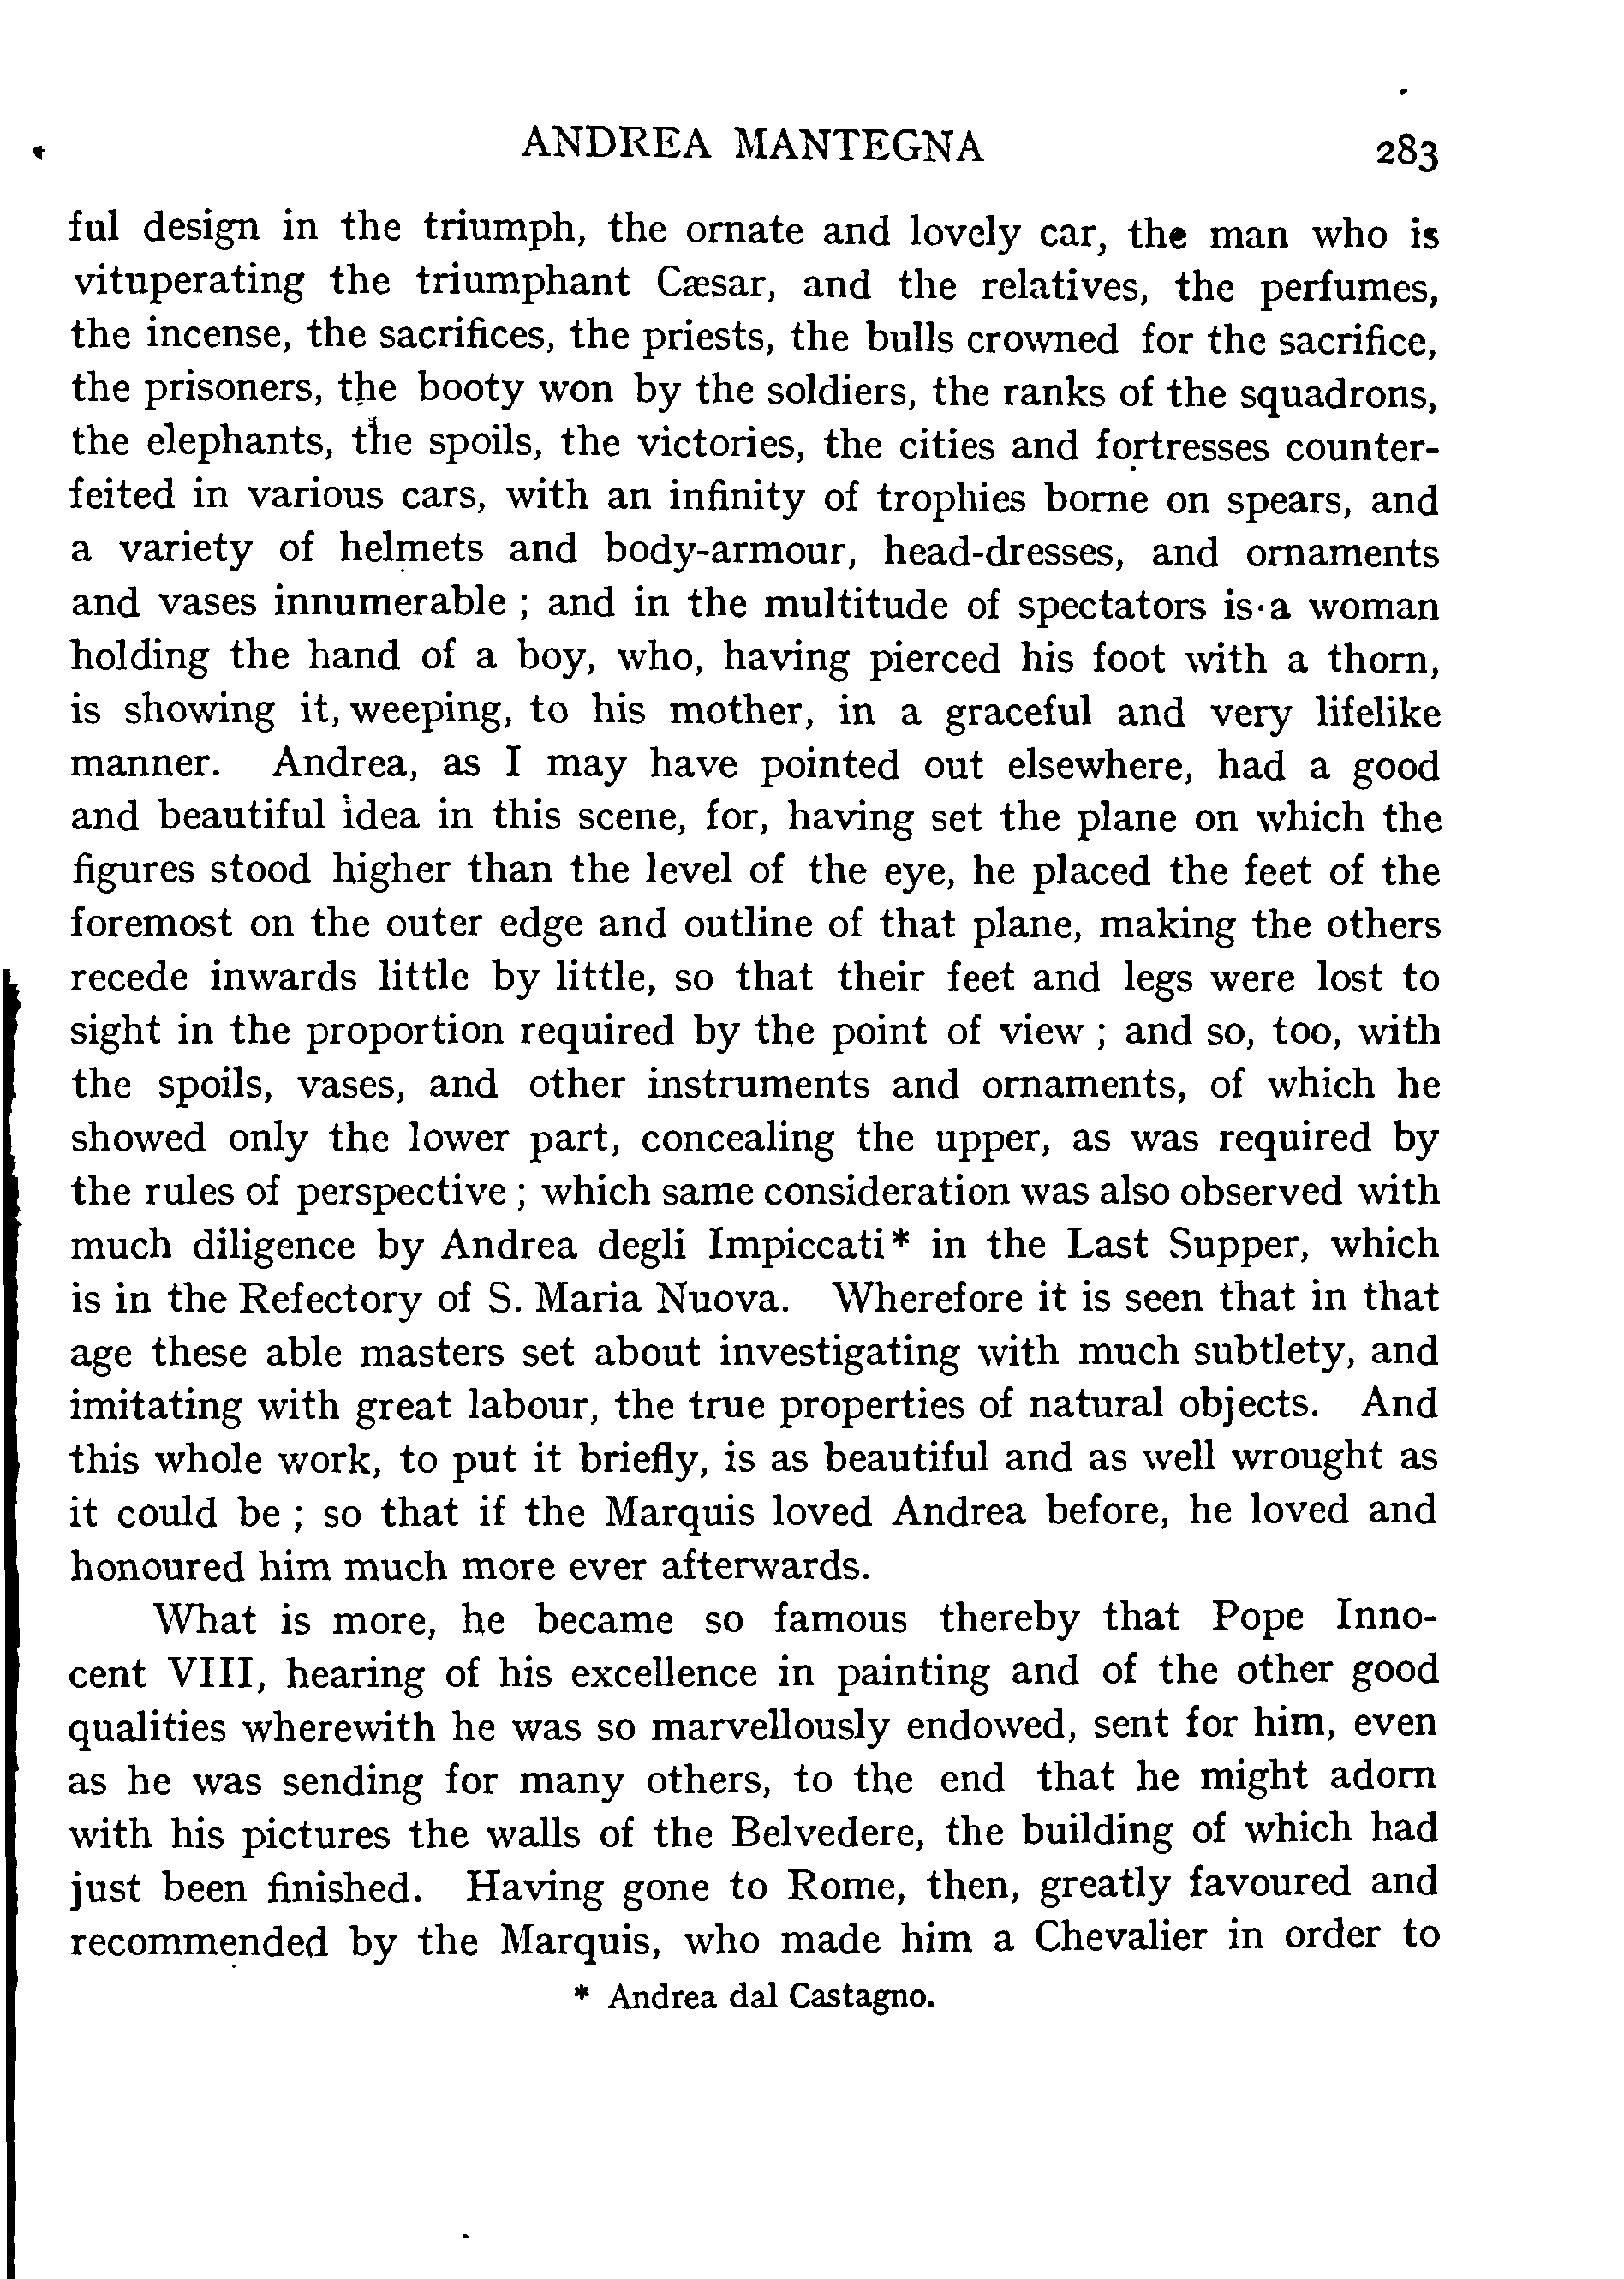 ANDREA MANTEGNA 283
ful design in the triumph, the ornate and lovely car, the man who is
vituperating the triumphant Cæsar, and the relatives, the perfumes,
the incense, the sacrifices, the priests, the bulls crowned for the sacrifice,
the prisoners, the booty won by the soldiers, the ranks of the squadrons,
the elephants, the spoils, the victories, the cities and fortresses counter-
feited in various cars, with an infinity of trophies borne on spears, and
a variety of helmets and body-armour, head-dresses, and ornaments
and vases innumerable ; and in the multitude of spectators is a woman
holding the hand of a boy, who, having pierced his foot with a thorn,
is showing it, weeping, to his mother, in a graceful and very lifelike
manner. Andrea, as I may have pointed out elsewhere, had a good
and beautiful idea in this scene, for, having set the plane on which the
figures stood higher than the level of the eye, he placed the feet of the
foremost on the outer edge and outline of that plane, making the others
recede inwards little by little, so that their feet and legs were lost to
sight in the proportion required by the point of view ; and so, too, with
the spoils, vases, and other instruments and ornaments, of which he
showed only the lower part, concealing the upper, as was required by
the rules of perspective ; which same consideration was also observed with
much diligence by Andrea degli Impiccati* in the Last Supper, which
is in the Refectory of S. Maria Nuova. Wherefore it is seen that in that
age these able masters set about investigating with much subtlety, and
imitating with great labour, the true properties of natural objects. And
this whole work, to put it briefly, is as beautiful and as well wrought as
it could be ; so that if the Marquis loved Andrea before, he loved and
honoured him much more ever afterwards.
What is more, he became so famous thereby that Pope Inno-
cent VIII, hearing of his excellence in painting and of the other good
qualities wherewith he was so marvellously endowed, sent for him, even
as he was sending for many others, to the end that he might adorn
with his pictures the walls of the Belvedere, the building of which had
just been finished. Having gone to Rome, then, greatly favoured and
recommended by the Marquis, who made him a Chevalier in order to
* Andrea dal Castagno.